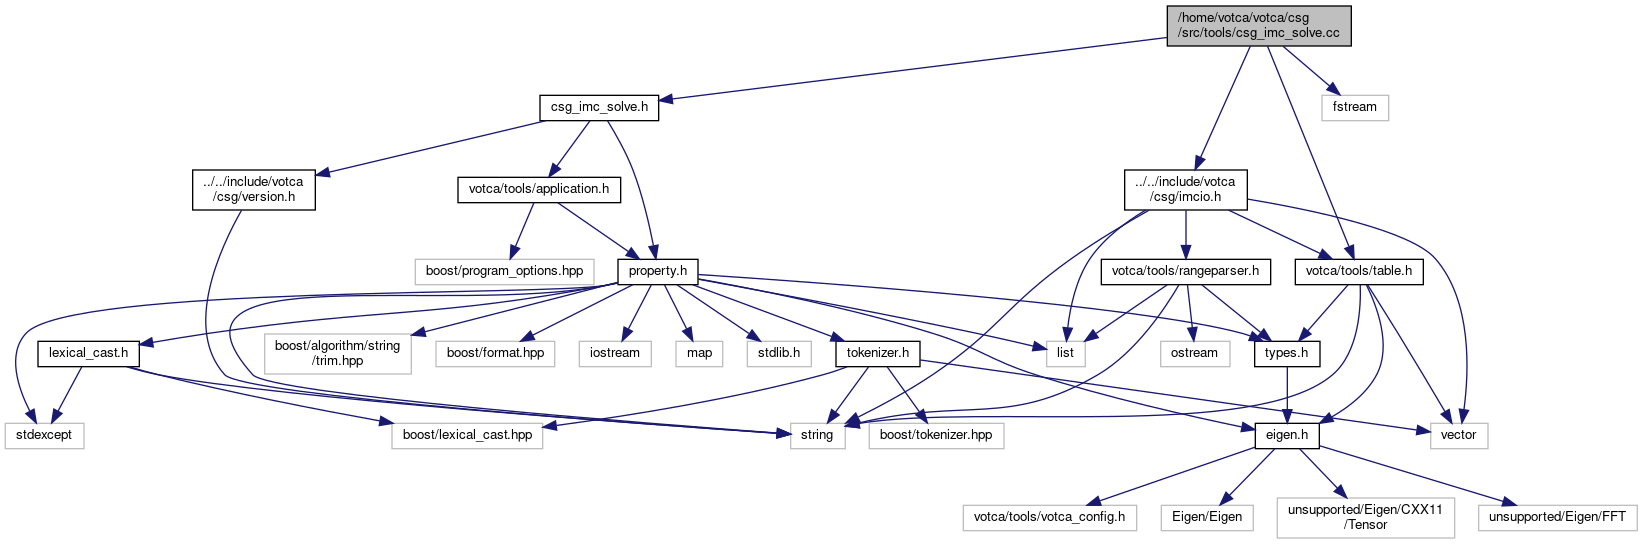 /home/votca/votca/csg
/src/tools/csg_imc_solve.cc
csg_imc_solve.h
fstream
../../include/votca
/csg/version.h
votca/tools/application.h
../../include/votca
/csg/imcio.h
boost/program_options.hpp
property.h
votca/tools/rangeparser.h
votca/tools/table.h
lexical_cast.h
boost/algorithm/string
/trim.hpp
boost/format.hpp
iostream
map
stdlib.h
tokenizer.h
list
ostream
types.h
stdexcept
boost/lexical_cast.hpp
string
boost/tokenizer.hpp
eigen.h
vector
votca/tools/votca_config.h
Eigen/Eigen
unsupported/Eigen/CXX11
/Tensor
unsupported/Eigen/FFT